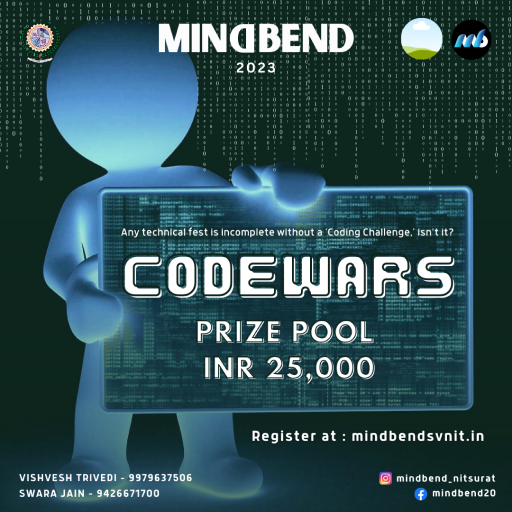 MINDBEND
2023
mb
Any technical fest is incomplete without a 'Coding Challenge,' isn't it?
CODEWARS
PRIZE POOL
INR 25,000
Register at : mindbendsvnit.in
VISHVESH TRIVEDI - 9979637506
SWARA JAIN - 9426671700
mindbend_nitsurat
mindbend20